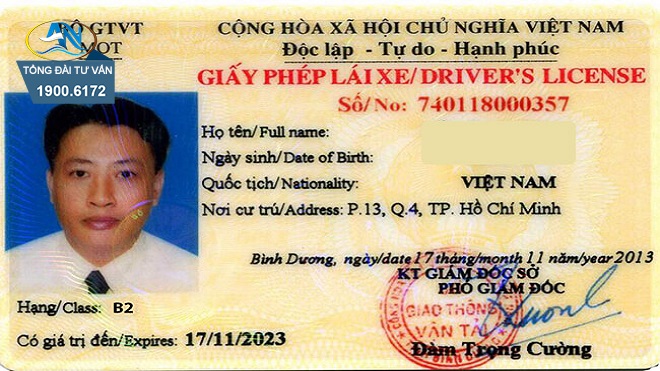 BỘ GTVT
MOT
TỔNG ĐÀI TƯ VẤN
1900.6172
CỘNG HÒA XÃ HỘI CHỦ NGHĨA VIỆT NAM
Độc lập - Tự do - Hạnh phúc
GIẤY PHÉP LÁI XE/DRIVER'S LICENSE
Số/No: 740118000357
Họ tên/Full name:
Ngày sinh/Date of Birth:
Quốc tịch/Nationality: VIỆT NAM
Nơi cư trú/Address: P.13, Q.4, TP. Hồ Chí Minh
Bình Dương, ngày/date 17 tháng/month 11 năm/year 2013
KT GIÁM ĐỐC SỞ
PHÓ GIÁM ĐỐC
GIAO THÔNG
VẬN TẢI
Đàm Trọng Cường
Hạng/Class: B2
Có giá trị đến/Expires: 17/11/2023